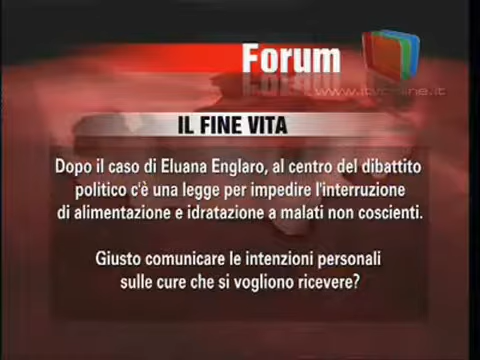 Forum
www.itvonline.it
IL FINE VITA
Dopo il caso di Eluana Englaro, al centro del dibattito
politico c'è una legge per impedire l'interruzione
di alimentazione e idratazione a malati non coscienti.
Giusto comunicare le intenzioni personali
sulle cure che si vogliono ricevere?